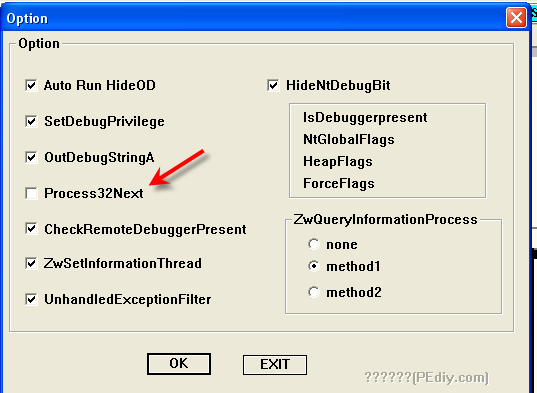 Option
Option
Auto Run HideOD
SetDebugPrivilege
OutDebugStringA
Process32Next
CheckRemoteDebuggerPresent
ZwSetInformationThread
UnhandledExceptionFilter
HideNtDebugBit
IsDebuggerpresent
NtGlobalFlags
HeapFlags
ForceFlags
ZwQueryInformationProcess
none
method1
method2
OK
EXIT
??????(PEdiy.com]